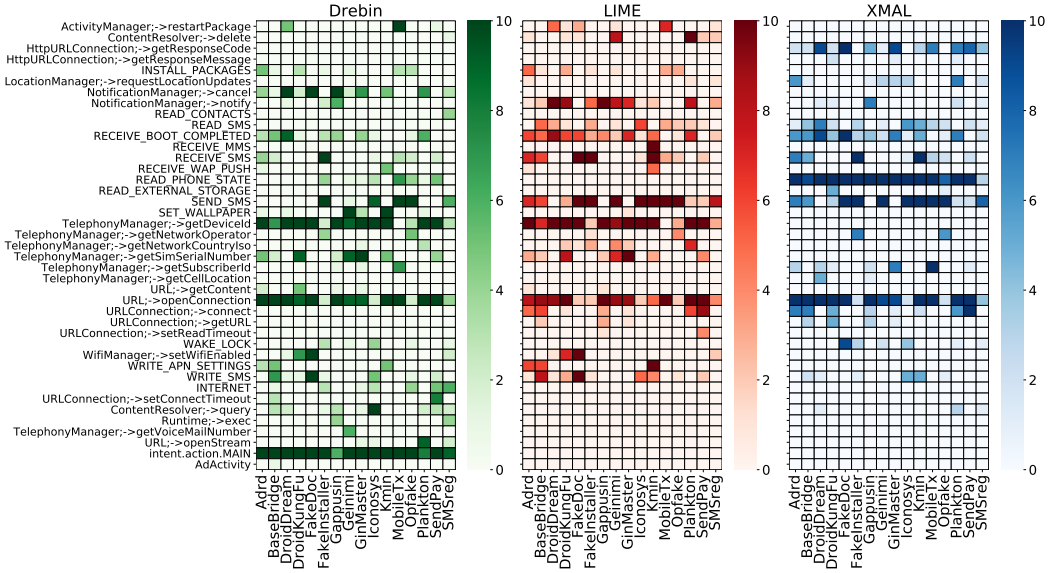 Drebin
LIME
XMAL
ActivityManager;->restartPackage
ContentResolver;->delete
HttpURLConnection;->getResponseCode
HttpURLConnection;->getResponseMessage
INSTALL_PACKAGES
LocationManager;->requestLocationUpdates
NotificationManager;->cancel
NotificationManager;->notify
READ_CONTACTS
READ_SMS
RECEIVE_BOOT_COMPLETED
RECEIVE_MMS
RECEIVE_SMS
RECEIVE_WAP_PUSH
READ_PHONE_STATE
READ_EXTERNAL_STORAGE
SEND_SMS
SET_WALLPAPER
TelephonyManager;->getDeviceId
TelephonyManager;->getNetworkOperator
TelephonyManager;->getNetworkCountryIso
TelephonyManager;->getSimSerialNumber
TelephonyManager;->getSubscriberId
TelephonyManager;->getCellLocation
URL;->getContent
URL;->openConnection
URLConnection;->connect
URLConnection;->getURL
URLConnection;->setReadTimeout
WAKE_LOCK
WifiManager;->setWifiEnabled
WRITE_APN_SETTINGS
WRITE_SMS
INTERNET
URLConnection;->setConnectTimeout
ContentResolver;->query
Runtime;->exec
TelephonyManager;->getVoiceMailNumber
URL;->openStream
intent.action.MAIN
AdActivity
10
8
6
4
2
0
10
8
6
4
2
0
10
8
6
4
2
0
Adrd
BaseBridge
DroidDream
DroidKungFu
FakeDoc
FakeInstaller
Gappusin
Geinimi
GinMaster
Iconosys
Kmin
MobileTx
Opfake
Plankton
SendPay
SMSreg
Adrd
BaseBridge
DroidDream
DroidKungFu
FakeDoc
FakeInstaller
Gappusin
Geinimi
GinMaster
Iconosys
Kmin
MobileTx
Opfake
Plankton
SendPay
SMSreg
Adrd
BaseBridge
DroidDream
DroidKungFu
FakeDoc
FakeInstaller
Gappusin
Geinimi
GinMaster
Iconosys
Kmin
MobileTx
Opfake
Plankton
SendPay
SMSreg